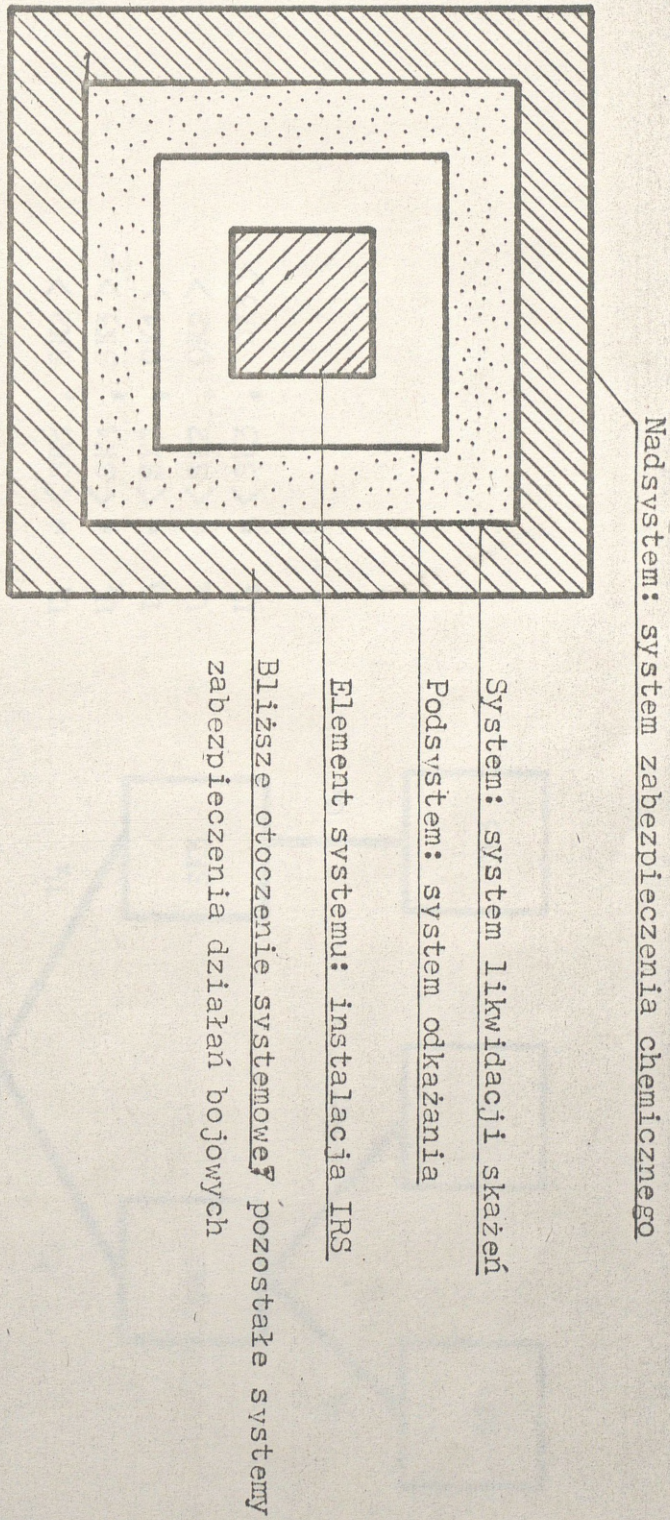 Nadsystem: system zabezpieczenia chemicznego
System: system likwidacji skażeń
Podsystem: system odkażania
Element systemu: instalacja IRS
Bliższe otoczenie systemowe; pozostałe systemy
zabezpieczenia działań bojowych